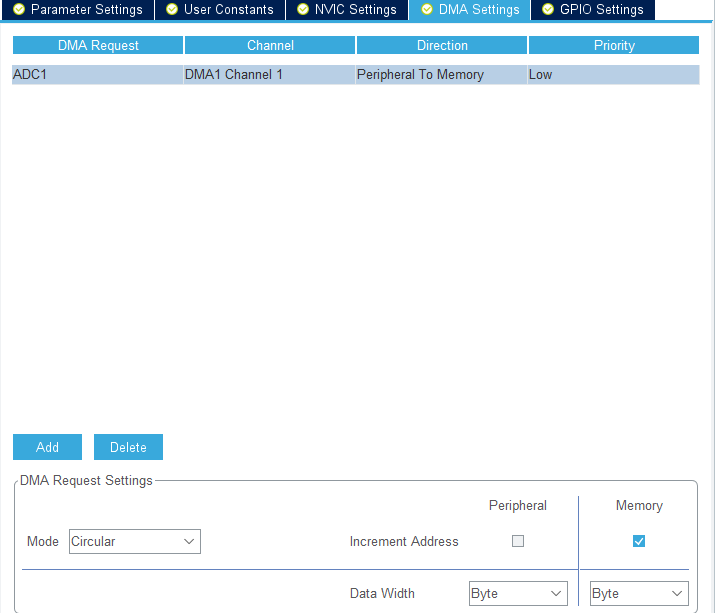 Parameter Settings User Constants NVIC Settings DMA Settings GPIO Settings
DMA Request Channel Direction Priority
ADC1 DMA1 Channel 1 Peripheral To Memory Low
Add Delete
DMA Request Settings
Peripheral Memory
Mode Circular Increment Address
Data Width Byte Byte